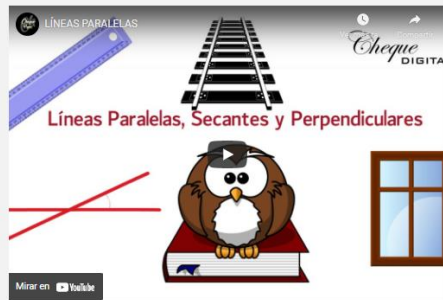 LÍNEAS PARALELAS
Cheque
DIGITA
Líneas Paralelas, Secantes y Perpendiculares
Mirar en YouTube